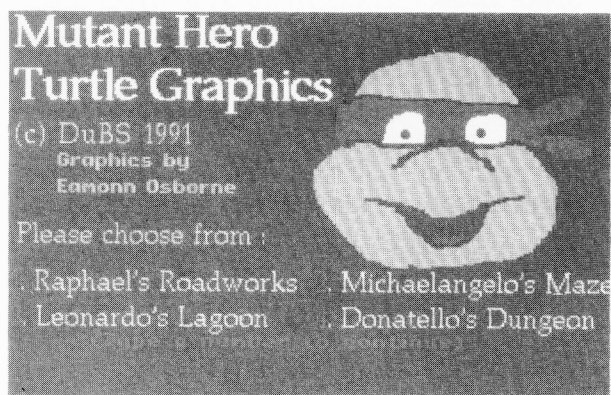 Mutant Hero
Turtle Graphics
(c) DuBS 1991
Graphics by
Eamonn Osborne
Please choose from :
. Raphael's Roadworks
. Michaelangelo's Maze
. Leonardo's Lagoon
. Donatello's Dungeon